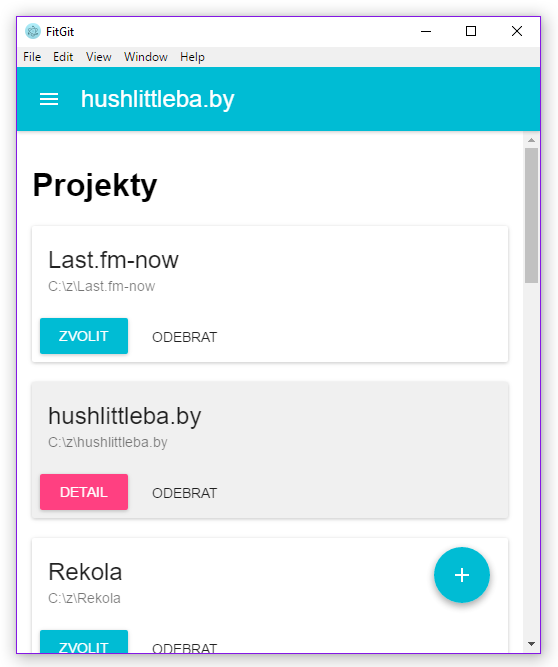 FitGit
File Edit View Window Help
hushlittleba.by
Projekty
Last.fm-now
C:\z\Last.fm-now
ZVOLIT ODEBRAT
hushlittleba.by
C:\z\hushlittleba.by
DETAIL ODEBRAT
Rekola
C:\z\Rekola
ZVOLIT ODEBRAT